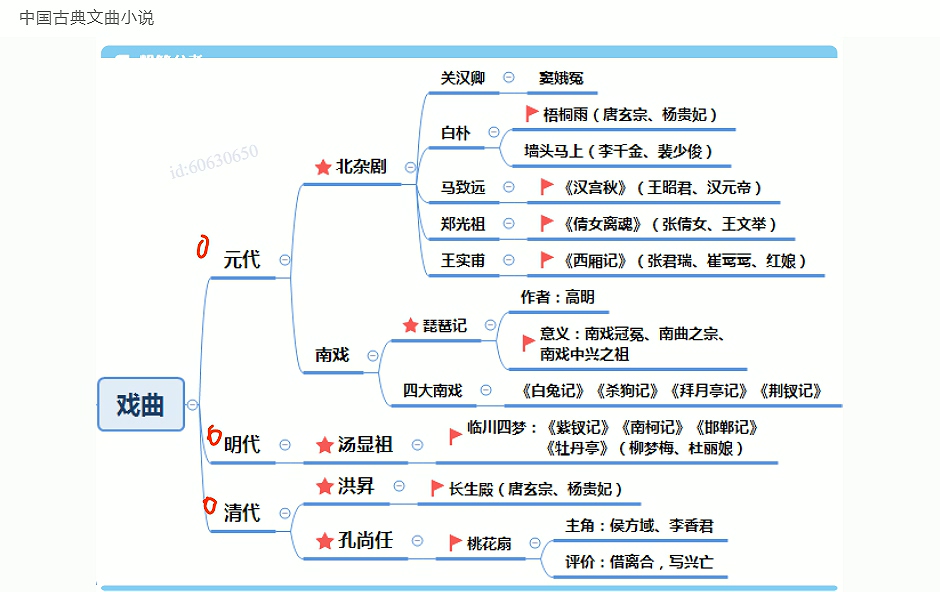 中国古典文曲小说
id:60630650
戏曲
元代
北杂剧
关汉卿
窦娥冤
白朴
梧桐雨（唐玄宗、杨贵妃）
墙头马上（李千金、裴少俊）
马致远
《汉宫秋》（王昭君、汉元帝）
郑光祖
《倩女离魂》（张倩女、王文举）
王实甫
《西厢记》（张君瑞、崔莺莺、红娘）
南戏
琵琶记
作者：高明
意义：南戏冠冕、南曲之宗、
南戏中兴之祖
四大南戏
《白兔记》《杀狗记》《拜月亭记》《荆钗记》
明代
汤显祖
临川四梦：《紫钗记》《南柯记》《邯郸记》
《牡丹亭》（柳梦梅、杜丽娘）
清代
洪昇
长生殿（唐玄宗、杨贵妃）
孔尚任
桃花扇
主角：侯方域、李香君
评价：借离合，写兴亡